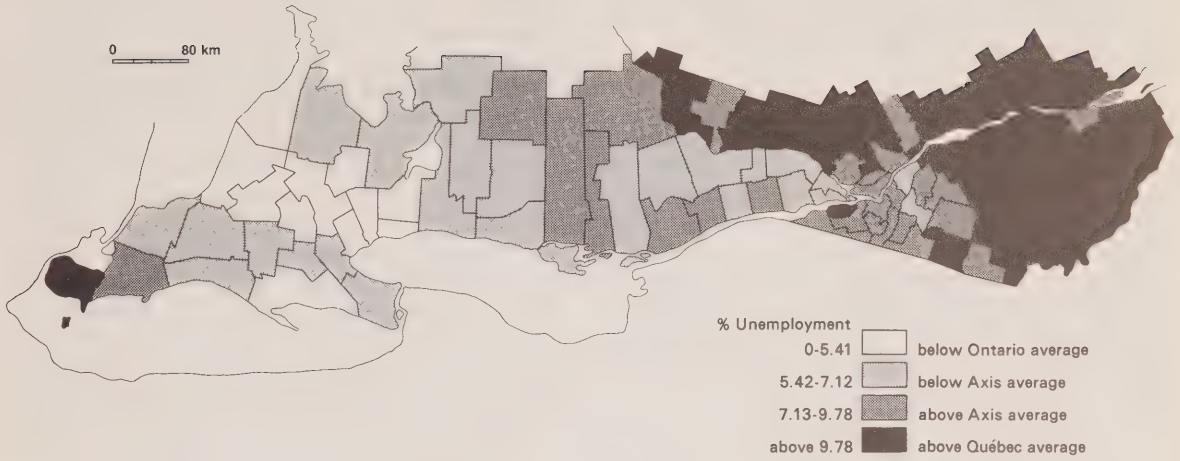 0 80 km
% Unemployment
0-5.41 below Ontario average
5.42-7.12 below Axis average
7.13-9.78 above Axis average
above 9.78 above Québec average